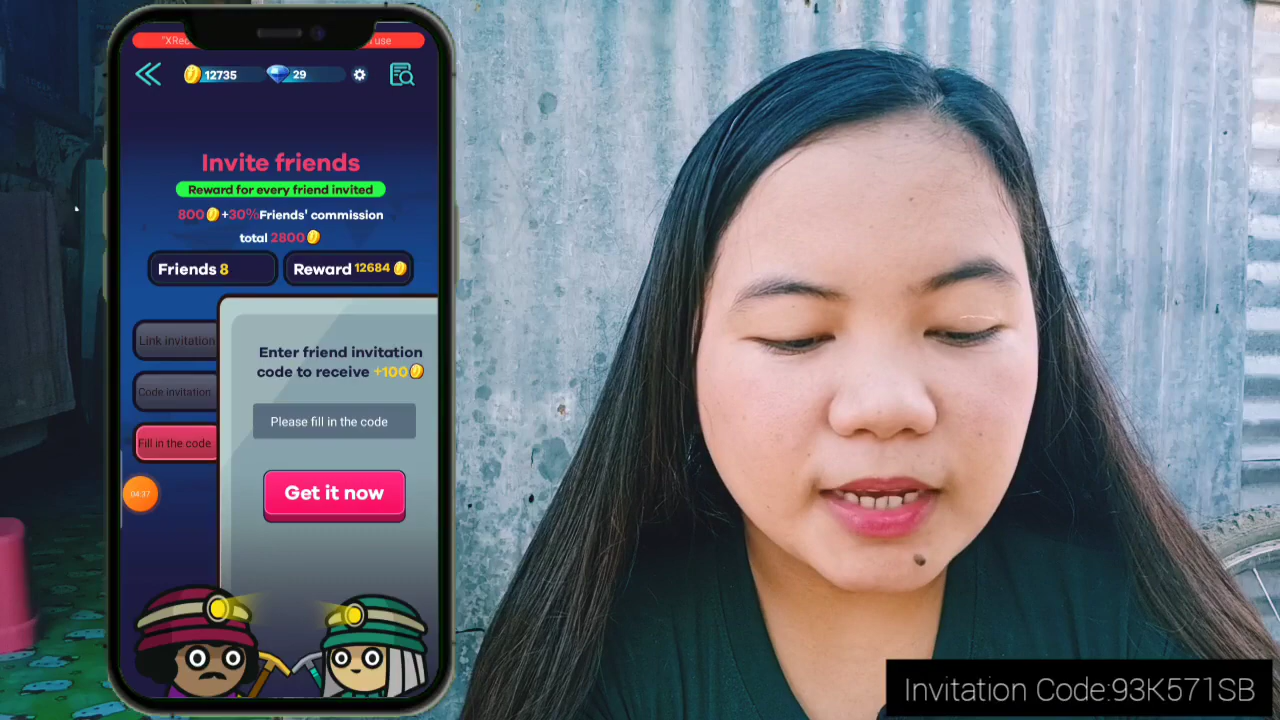 "XRec
use
12735
29
Invite friends
Reward for every friend invited
800 +30%Friends' commission
total 2800
Friends 8
Reward 12684
Link invitation
Code invitation
Fill in the code
Enter friend invitation
code to receive +100
Please fill in the code
Get it now
04:37
Invitation Code:93K571SB